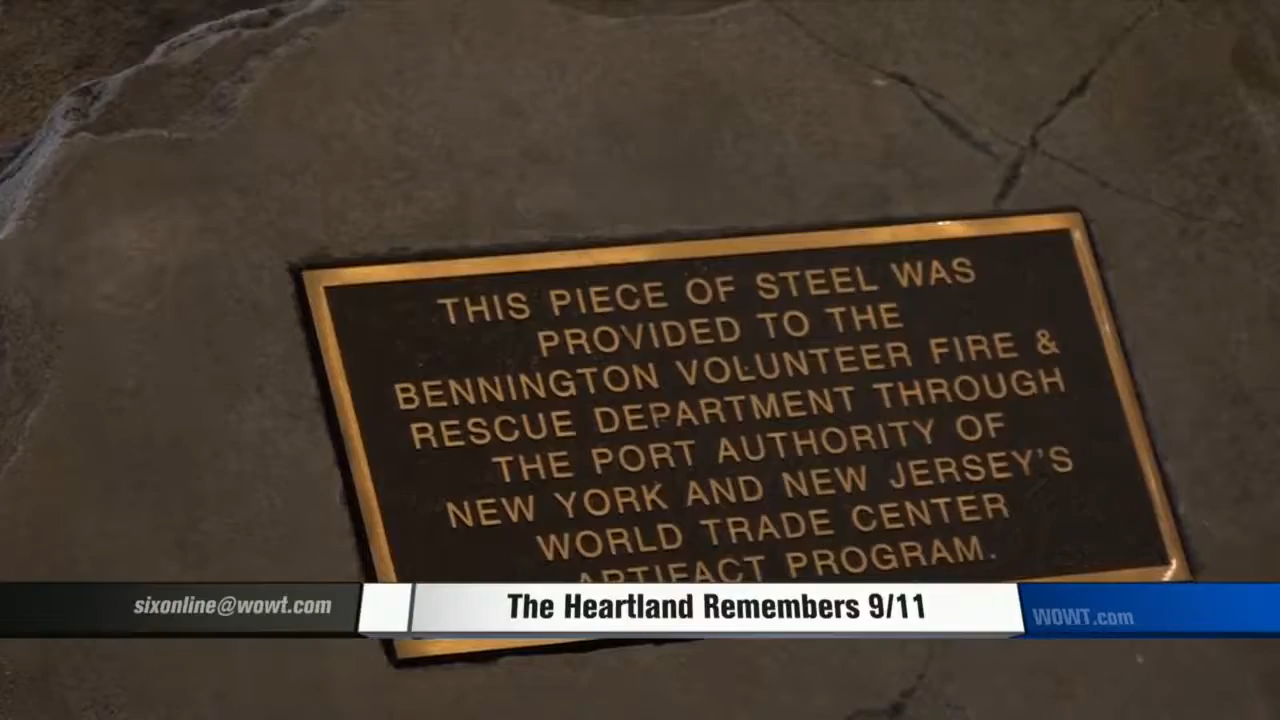 THIS PIECE OF STEEL WAS
PROVIDED TO THE
BENNINGTON VOLUNTEER FIRE &
RESCUE DEPARTMENT THROUGH
THE PORT AUTHORITY OF
NEW YORK AND NEW JERSEY'S
WORLD TRADE CENTER
ARTIFACT PROGRAM.
sixonline@wowt.com
The Heartland Remembers 9/11
WOWT.com